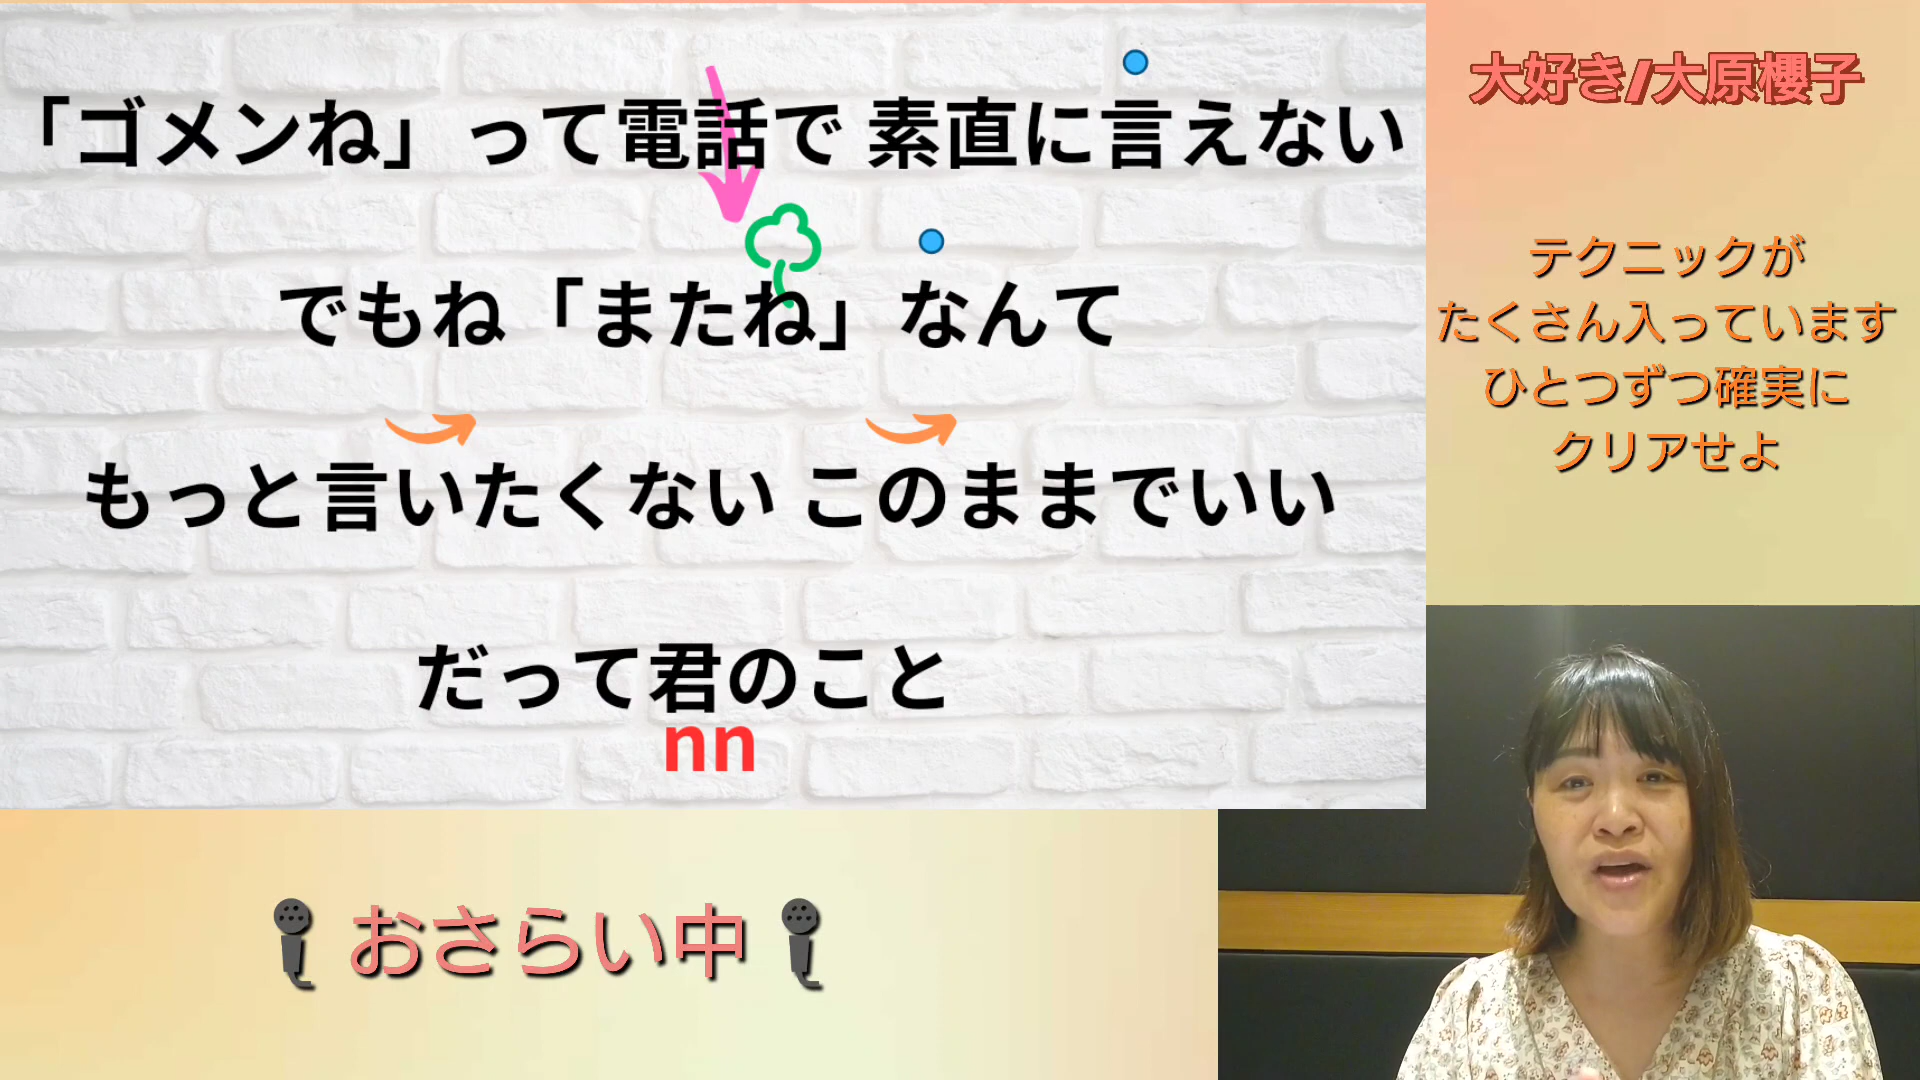 「ゴメンね」って電話で 素直に言えない
でもね「またね」なんて
もっと言いたくない このままでいい
だって君のこと
nn
大好き/大原櫻子
テクニックが
たくさん入っています
ひとつずつ確実に
クリアせよ
おさらい中